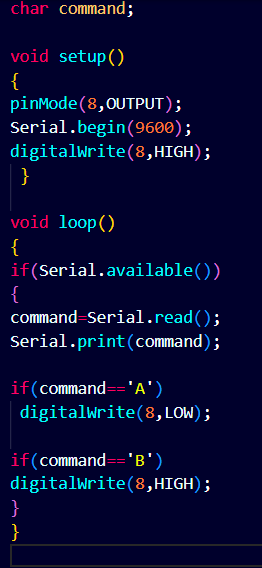 char command;
void setup()
{
pinMode(8,OUTPUT);
Serial.begin(9600);
digitalWrite(8,HIGH);
}
void loop()
{
if(Serial.available())
{
command=Serial.read();
Serial.print(command);
if(command=='A')
digitalWrite(8,LOW);
if(command=='B')
digitalWrite(8,HIGH);
}
}